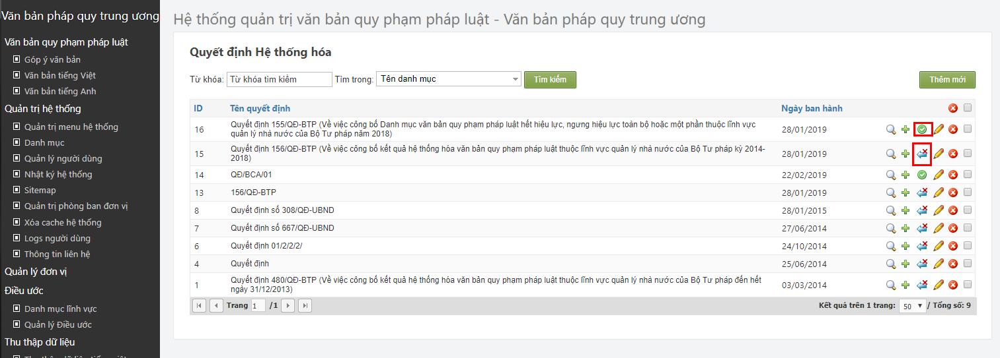 Văn bản pháp quy trung ương
Văn bản quy phạm pháp luật
Góp ý văn bản
Văn bản tiếng Việt
Văn bản tiếng Anh
Quản trị hệ thống
Quản trị menu hệ thống
Danh mục
Quản lý người dùng
Nhật ký hệ thống
Sitemap
Quản trị phòng ban đơn vị
Xóa cache hệ thống
Logs người dùng
Thông tin liên hệ
Quản lý đơn vị
Điều ước
Danh mục lĩnh vực
Quản lý Điều ước
Thu thập dữ liệu
Hệ thống quản trị văn bản quy phạm pháp luật - Văn bản pháp quy trung ương
Quyết định Hệ thống hóa
Từ khóa: Từ khóa tìm kiếm Tìm trong: Tên danh mục Tìm kiếm Thêm mới
ID Tên quyết định Ngày ban hành
16 Quyết định 155/QĐ-BTP (Về việc công bố Danh mục văn bản quy phạm pháp luật hết hiệu lực, ngưng hiệu lực toàn bộ hoặc một phần thuộc lĩnh vực
quản lý nhà nước của Bộ Tư pháp năm 2018) 28/01/2019
15 Quyết định 156/QĐ-BTP (Về việc công bố kết quả hệ thống hóa văn bản quy phạm pháp luật thuộc lĩnh vực quản lý nhà nước của Bộ Tư pháp kỳ 2014-
2018) 28/01/2019
14 QĐ/BCA/01 22/02/2019
13 156/QĐ-BTP 28/01/2019
8 Quyết định số 308/QĐ-UBND 28/01/2015
7 Quyết định số 667/QĐ-UBND 27/06/2014
6 Quyết định 01/2/2/2/ 24/10/2014
4 Quyết định 25/06/2014
1 Quyết định 480/QĐ-BTP (Về việc công bố kết quả hệ thống hóa văn bản quy phạm pháp luật thuộc lĩnh vực quản lý nhà nước của Bộ Tư pháp đến hết
ngày 31/12/2013) 03/03/2014
Trang 1 /1 Kết quả trên 1 trang: 50 / Tổng số: 9